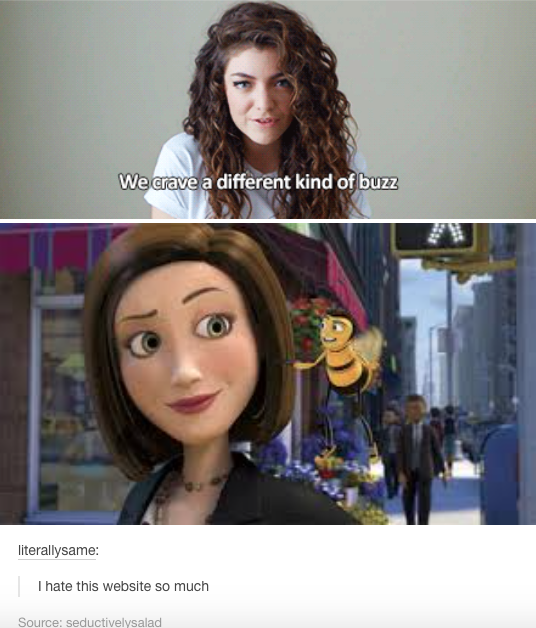 We crave a different kind of buzz
literallysame:
I hate this website so much
Source: seductivelysalad